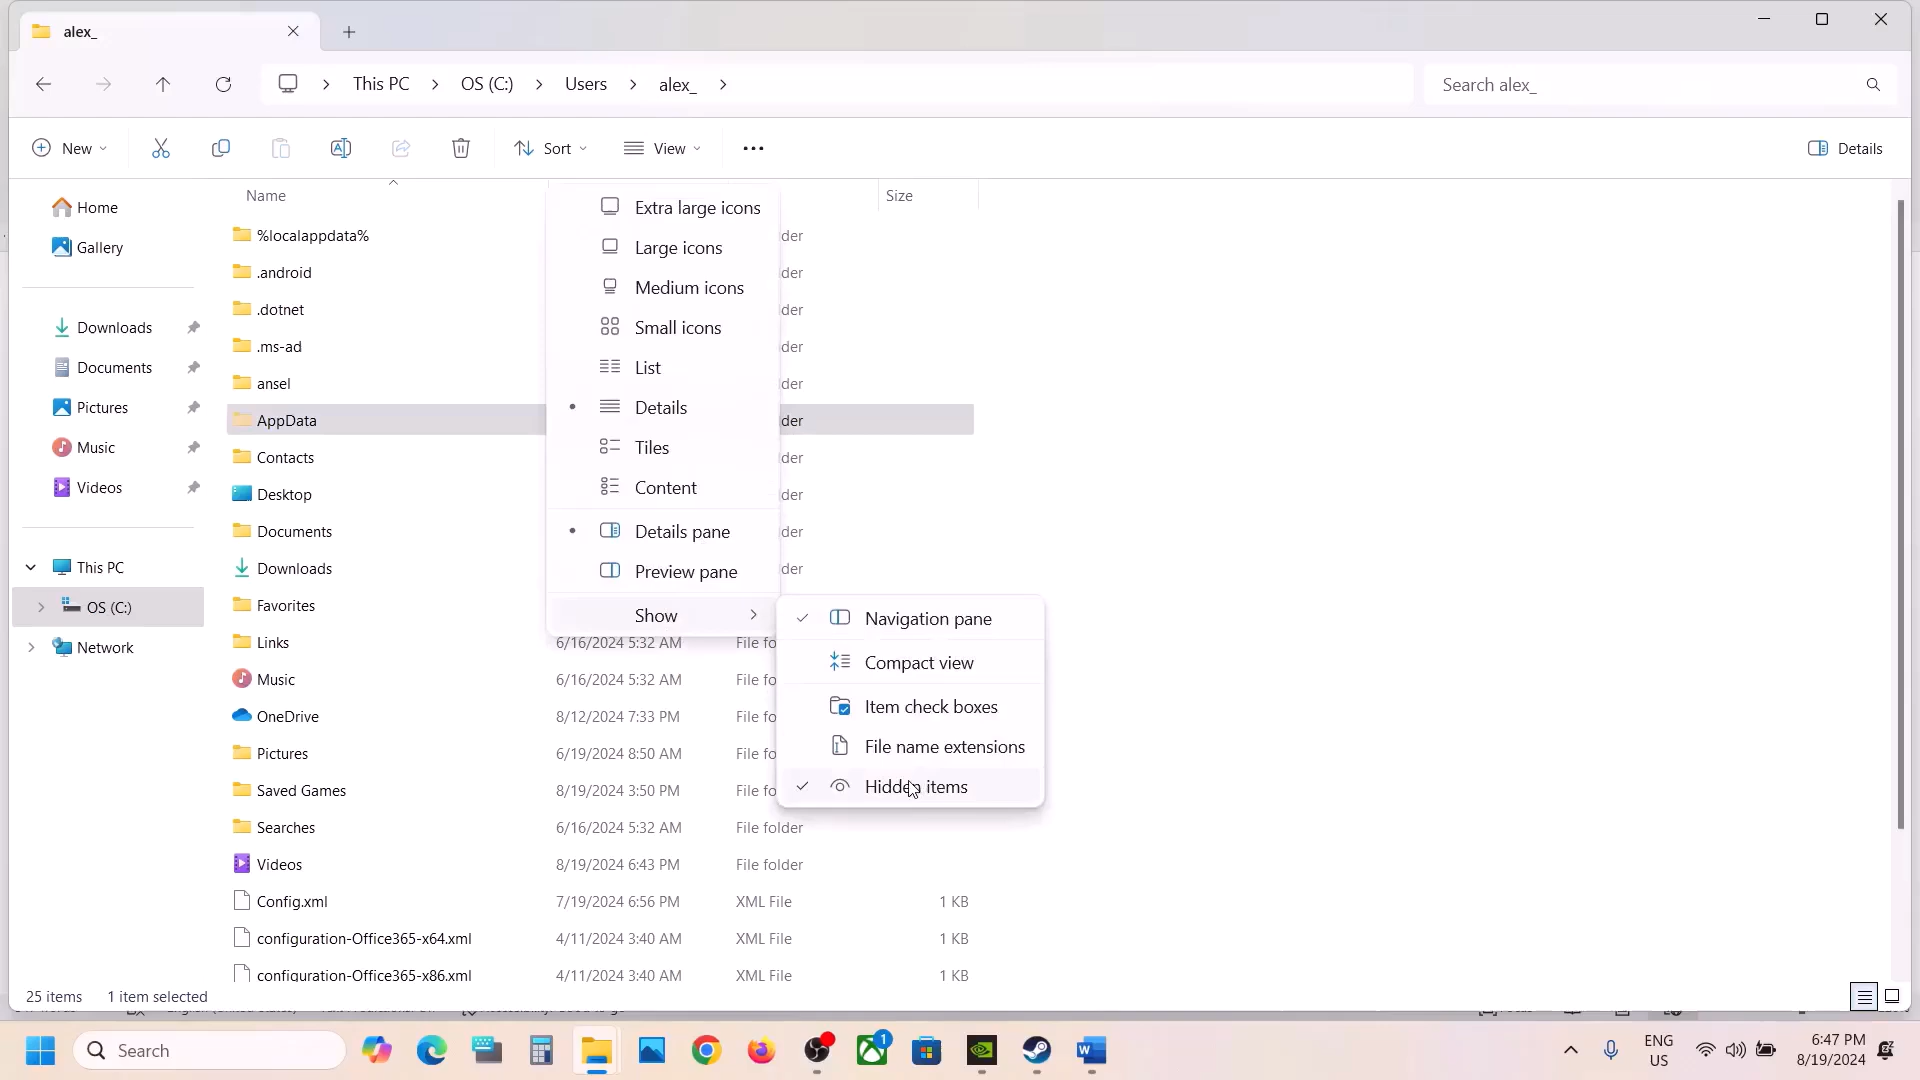 alex_
This PC
OS (C:)
Users
alex_
Search alex_
New
Sort
View
Details
Home
Gallery
Downloads
Documents
Pictures
Music
Videos
This PC
OS (C:)
Network
Name
Size
%localappdata%
der
.android
der
.dotnet
der
.ms-ad
der
ansel
der
AppData
der
Contacts
der
Desktop
der
Documents
der
Downloads
der
Favorites
Links 6/16/2024 5:32 AM File fo
Music 6/16/2024 5:32 AM File fo
OneDrive 8/12/2024 7:33 PM File fo
Pictures 6/19/2024 8:50 AM File fo
Saved Games 8/19/2024 3:50 PM File fo
Searches 6/16/2024 5:32 AM File folder
Videos 8/19/2024 6:43 PM File folder
Config.xml 7/19/2024 6:56 PM XML File 1 KB
configuration-Office365-x64.xml 4/11/2024 3:40 AM XML File 1 KB
configuration-Office365-x86.xml 4/11/2024 3:40 AM XML File 1 KB
Extra large icons
Large icons
Medium icons
Small icons
List
Details
Tiles
Content
Details pane
Preview pane
Show
Navigation pane
Compact view
Item check boxes
File name extensions
Hidden items
25 items 1 item selected
Search
1
ENG
US
6:47 PM
8/19/2024